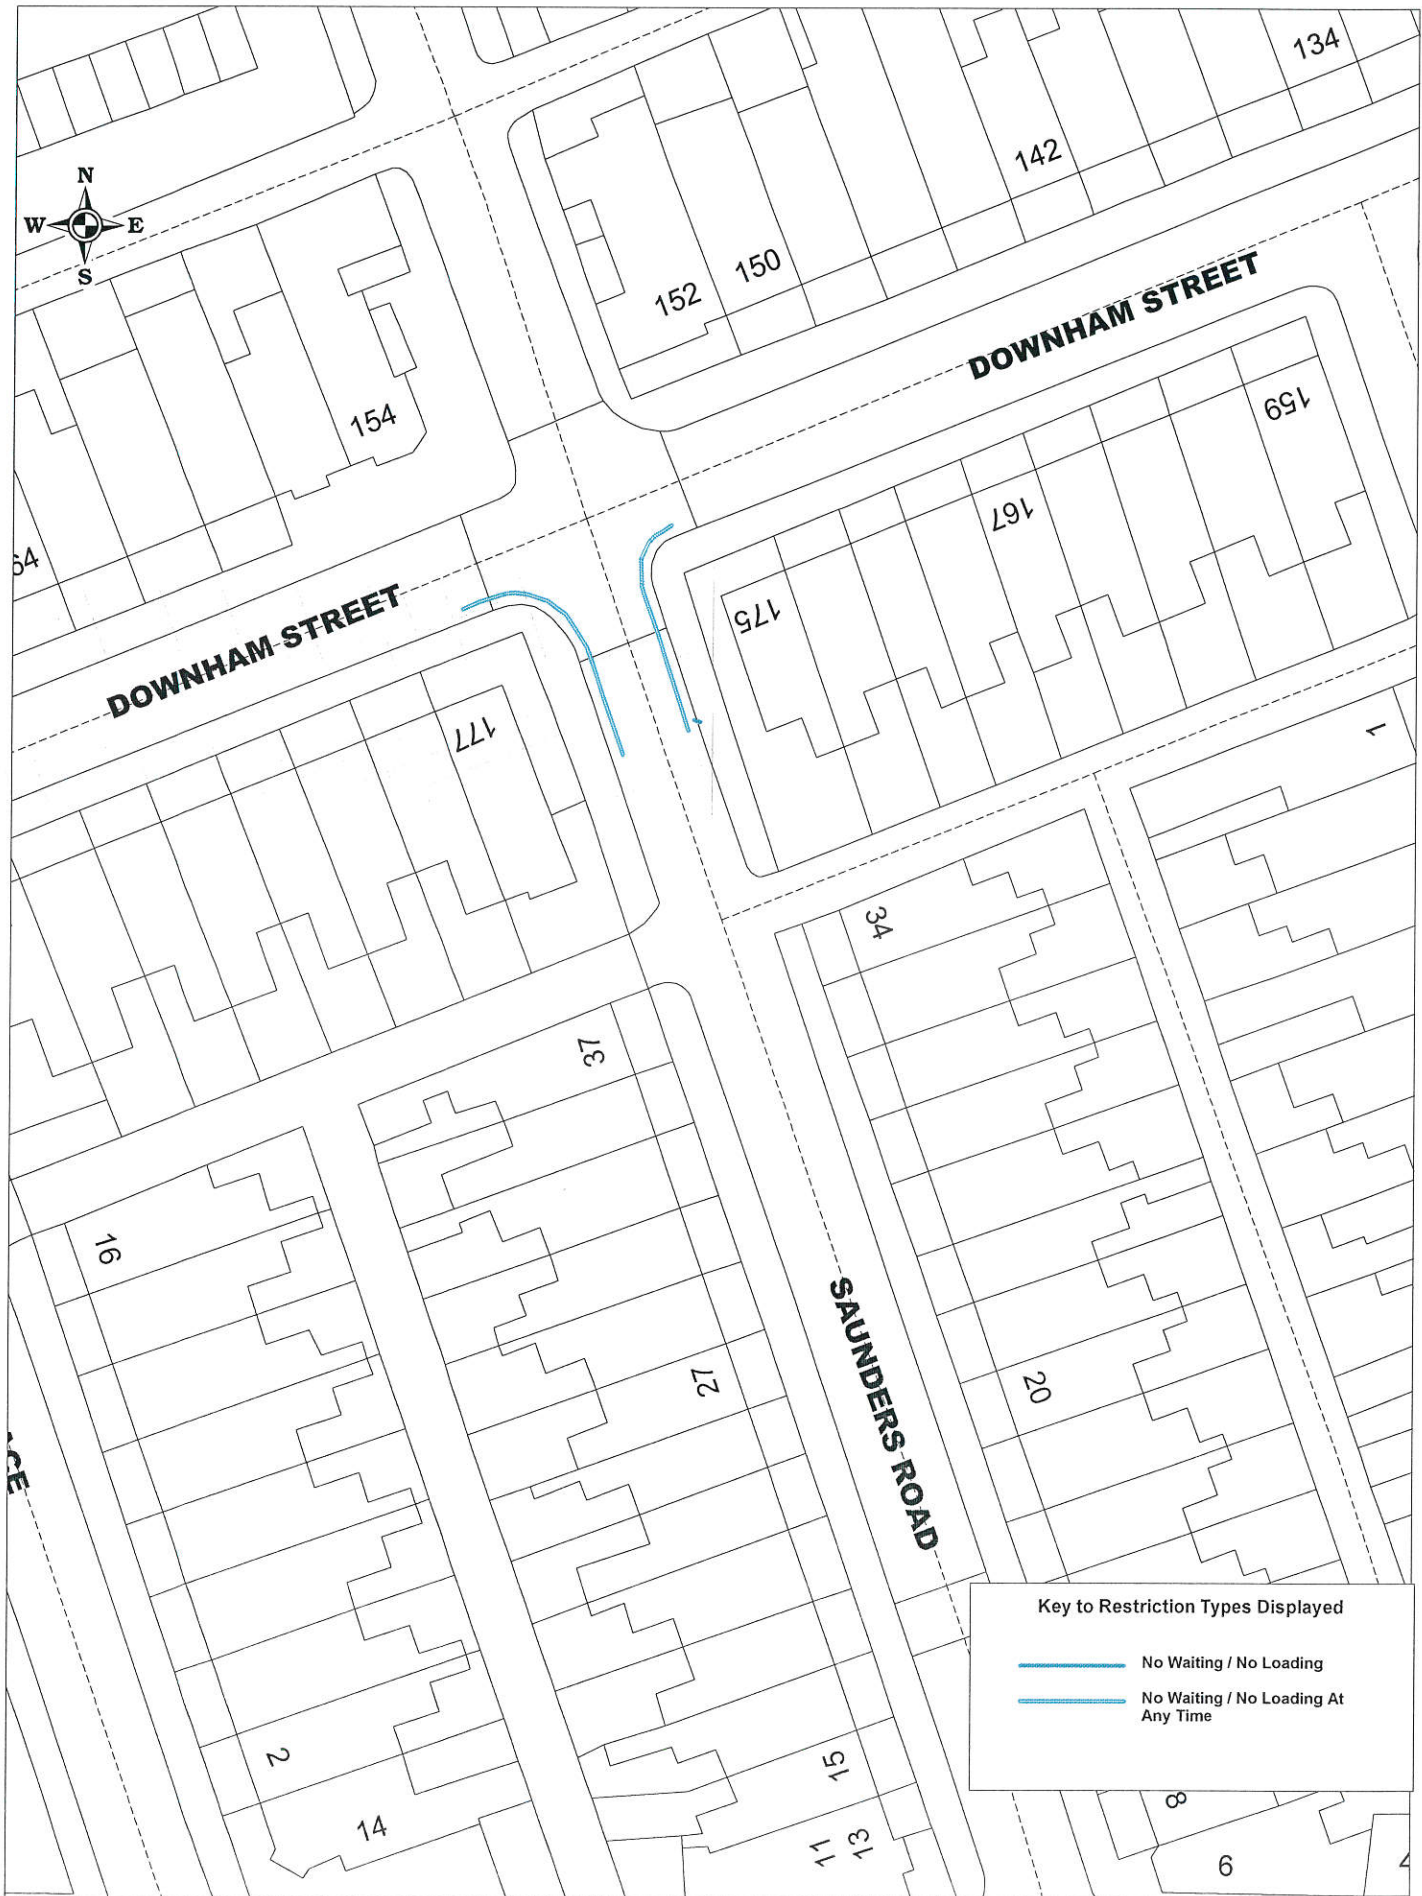 134
142
N
W E
S
150
152
DOWNHAM STREET
154
159
167
64
175
DOWNHAM STREET
177
1
34
37
16
SAUNDERS ROAD
27
20
Key to Restriction Types Displayed
No Waiting / No Loading
No Waiting / No Loading At
Any Time
2
15
14
13
11
8
6
4